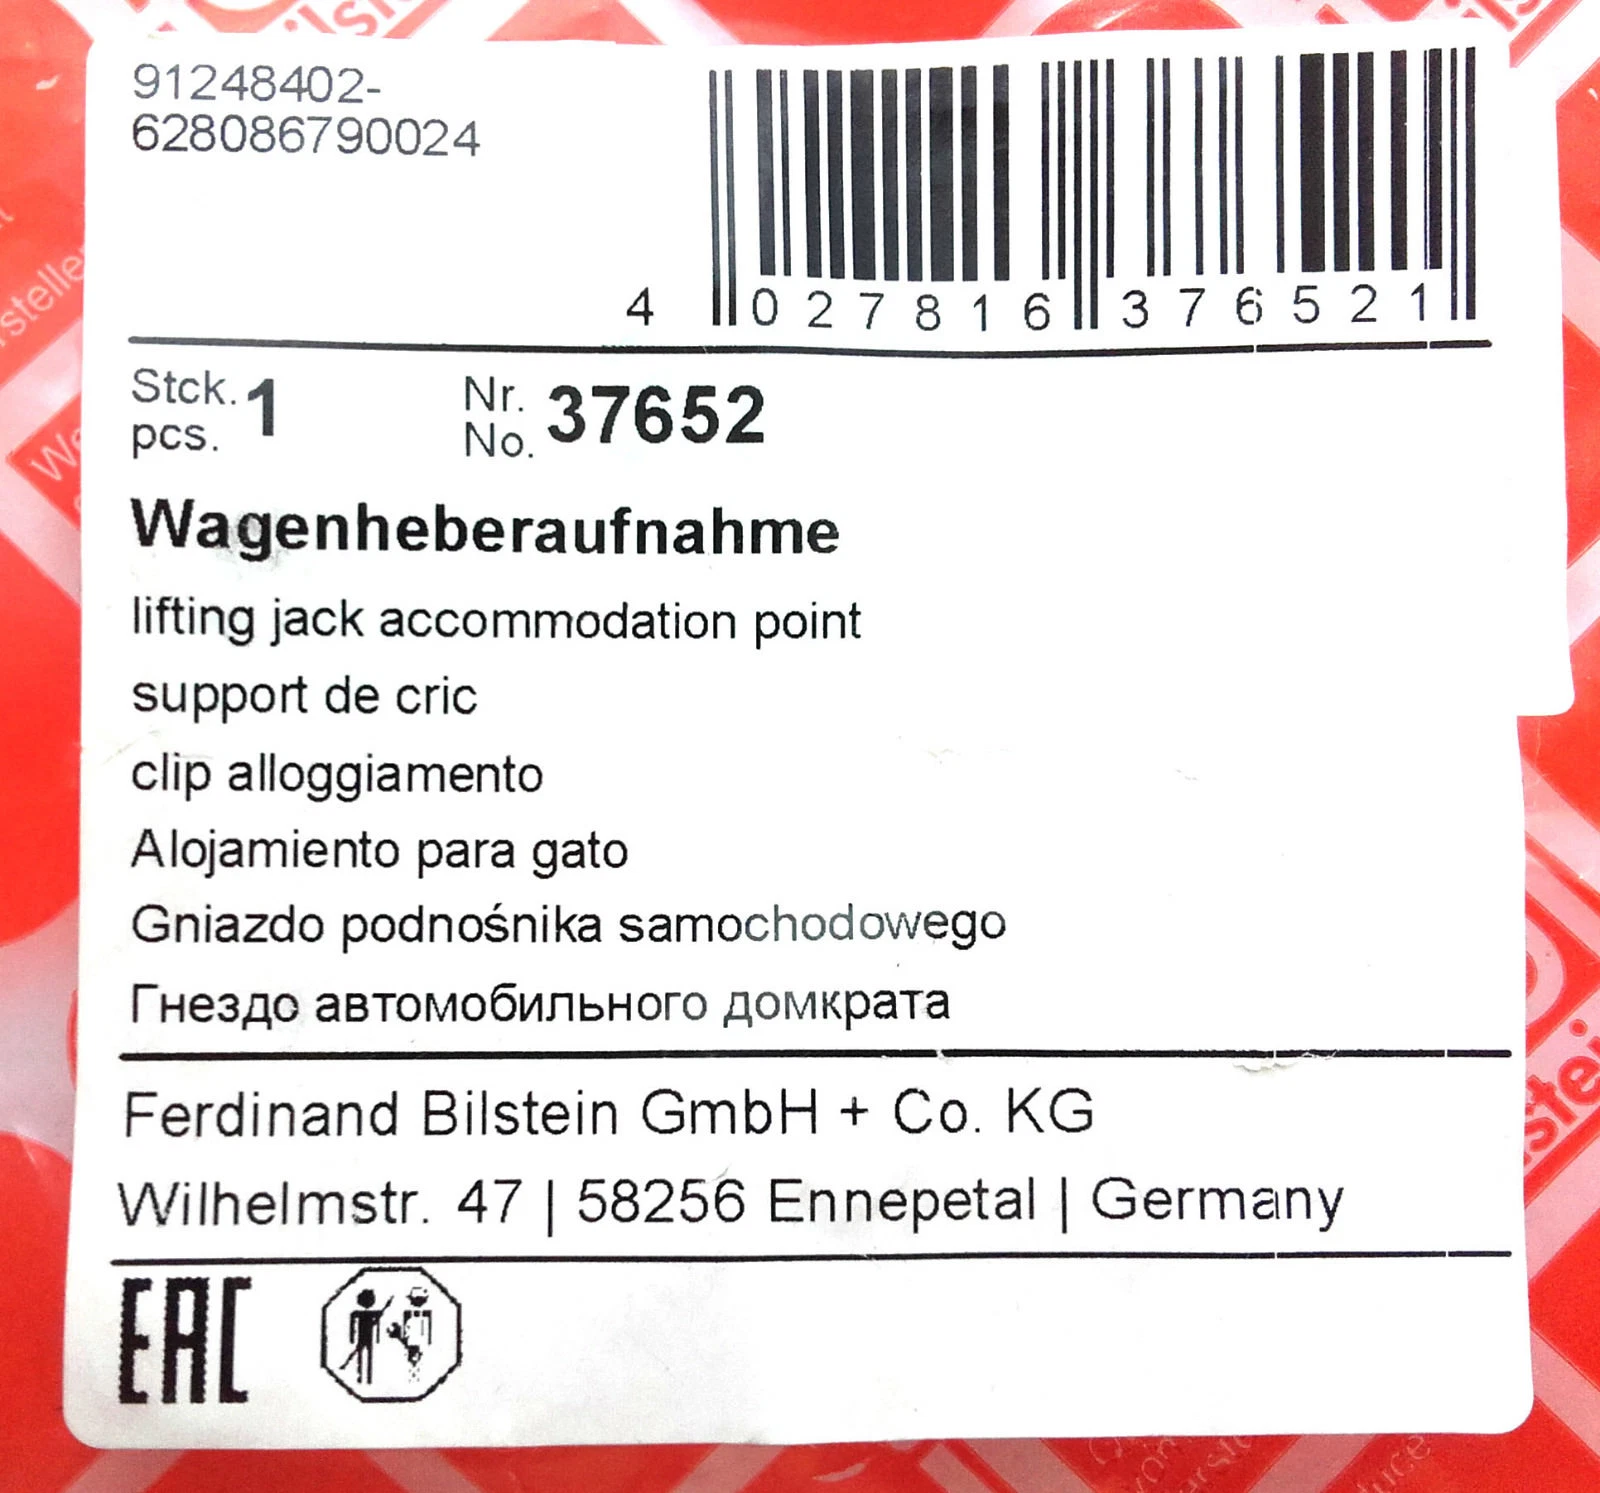 91248402-
628086790024
4 027816 376521
Stck. 1 Nr. 37652
pcs. No.
Wagenheberaufnahme
lifting jack accommodation point
support de cric
clip alloggiamento
Alojamiento para gato
Gniazdo podnośnika samochodowego
Гнездо автомобильного домкрата
Ferdinand Bilstein GmbH + Co. KG
Wilhelmstr. 47 | 58256 Ennepetal | Germany
EAC